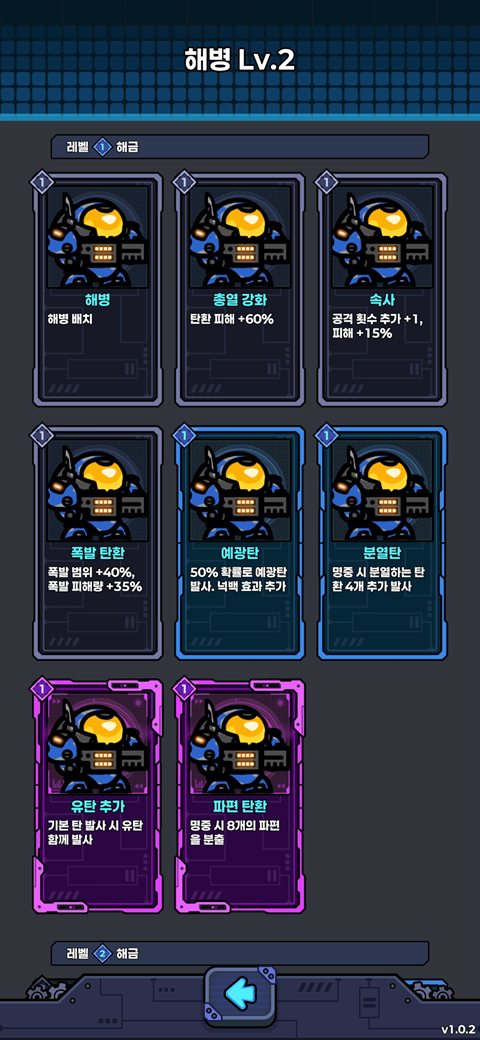 해병 Lv.2
레벨 1 해금
1
1
1
해병
총열 강화
속사
해병 배치
탄환 피해 +60%
공격 횟수 추가 +1,
피해 +15%
1
1
1
폭발 탄환
예광탄
분열탄
폭발 범위 +40%,
폭발 피해량 +35%
50% 확률로 예광탄
발사. 넉백 효과 추가
명중 시 분열하는 탄
환 4개 추가 발사
1
1
유탄 추가
파편 탄환
기본 탄 발사 시 유탄
함께 발사
명중 시 8개의 파편
을 분출
레벨 2 해금
v1.0.2